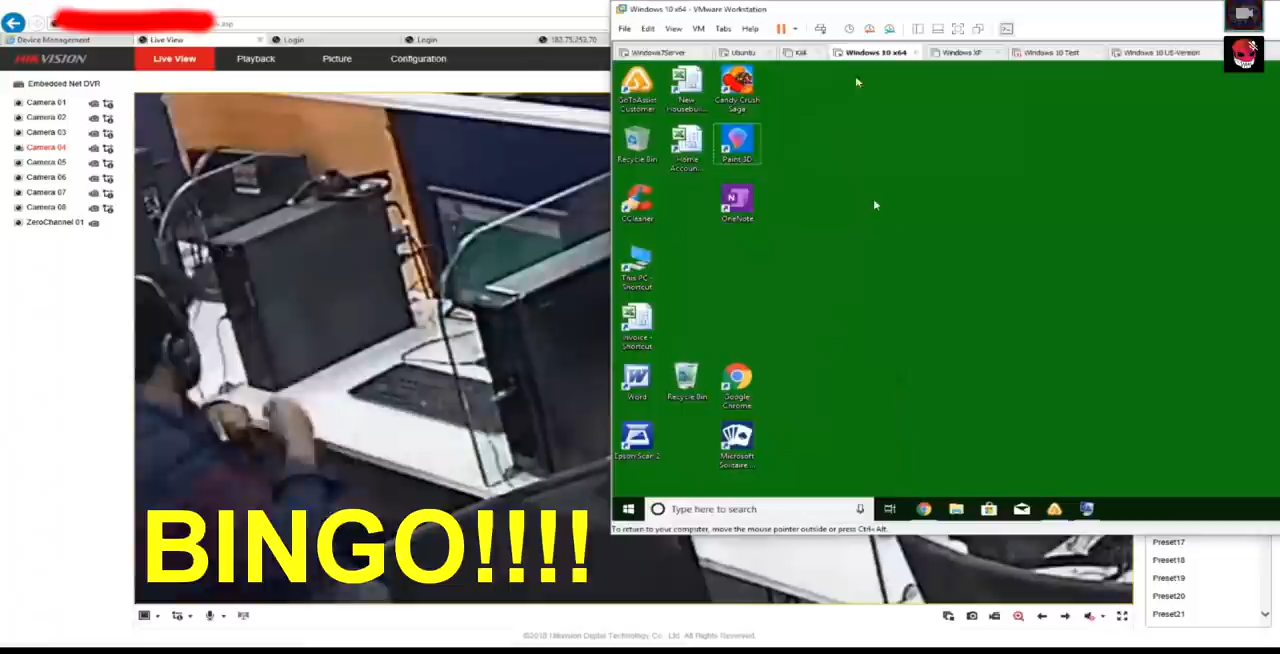 .asp
Device Management
Live View
Login
Login
HIKVISION
Live View
Playback
Picture
Configuration
Embedded Net DVR
Camera 01
Camera 02
Camera 03
Camera 04
Camera 05
Camera 06
Camera 07
Camera 08
ZeroChannel 01
BINGO!!!!
Preset17
Preset18
Preset19
Preset20
Preset21
©2018 Hikvision Digital Technology Co., Ltd. All Rights Reserved.
Windows 10 x64 - VMware Workstation
File Edit View VM Tabs Help
Windows7Server
Ubuntu
Kali
Windows 10 x64
Windows XP
Windows 10 Test
Windows 10 US-Version
GoToAssist
Customer
New
Househol...
Candy Crush
Saga
Recycle Bin
Home
Accoun...
Paint 3D
CCleaner
OneNote
This PC -
Shortcut
Invoice -
Shortcut
Word
Recycle Bin
Google
Chrome
Epson Scan 2
Microsoft
Solitaire ...
Type here to search
To return to your computer, move the mouse pointer outside or press Ctrl+Alt.